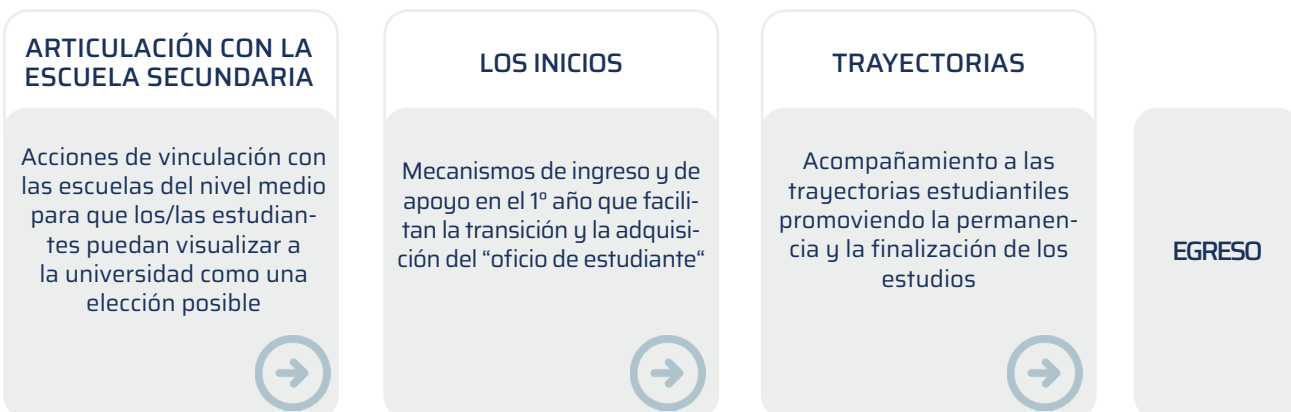 ARTICULACIÓN CON LA
ESCUELA SECUNDARIA
Acciones de vinculación con
las escuelas del nivel medio
para que los/las estudian-
tes puedan visualizar a
la universidad como una
elección posible
LOS INICIOS
Mecanismos de ingreso y de
apoyo en el 1º año que facili-
tan la transición y la adquisi-
ción del “oficio de estudiante“
TRAYECTORIAS
Acompañamiento a las
trayectorias estudiantiles
promoviendo la permanen-
cia y la finalización de los
estudios
EGRESO